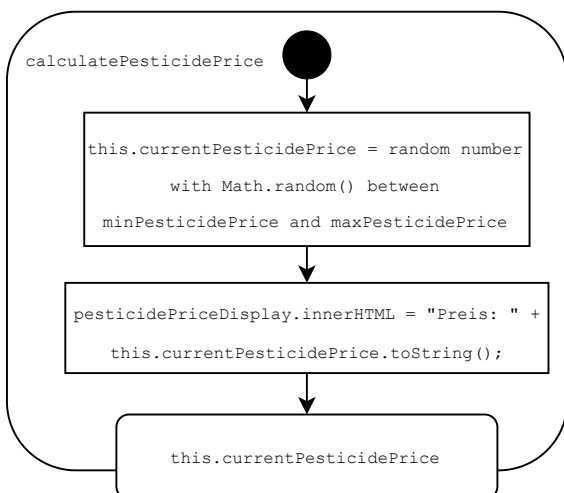 calculatePesticidePrice
this.currentPesticidePrice = random number
with Math.random() between
minPesticidePrice and maxPesticidePrice
pesticidePriceDisplay.innerHTML = "Preis: " +
this.currentPesticidePrice.toString();
this.currentPesticidePrice